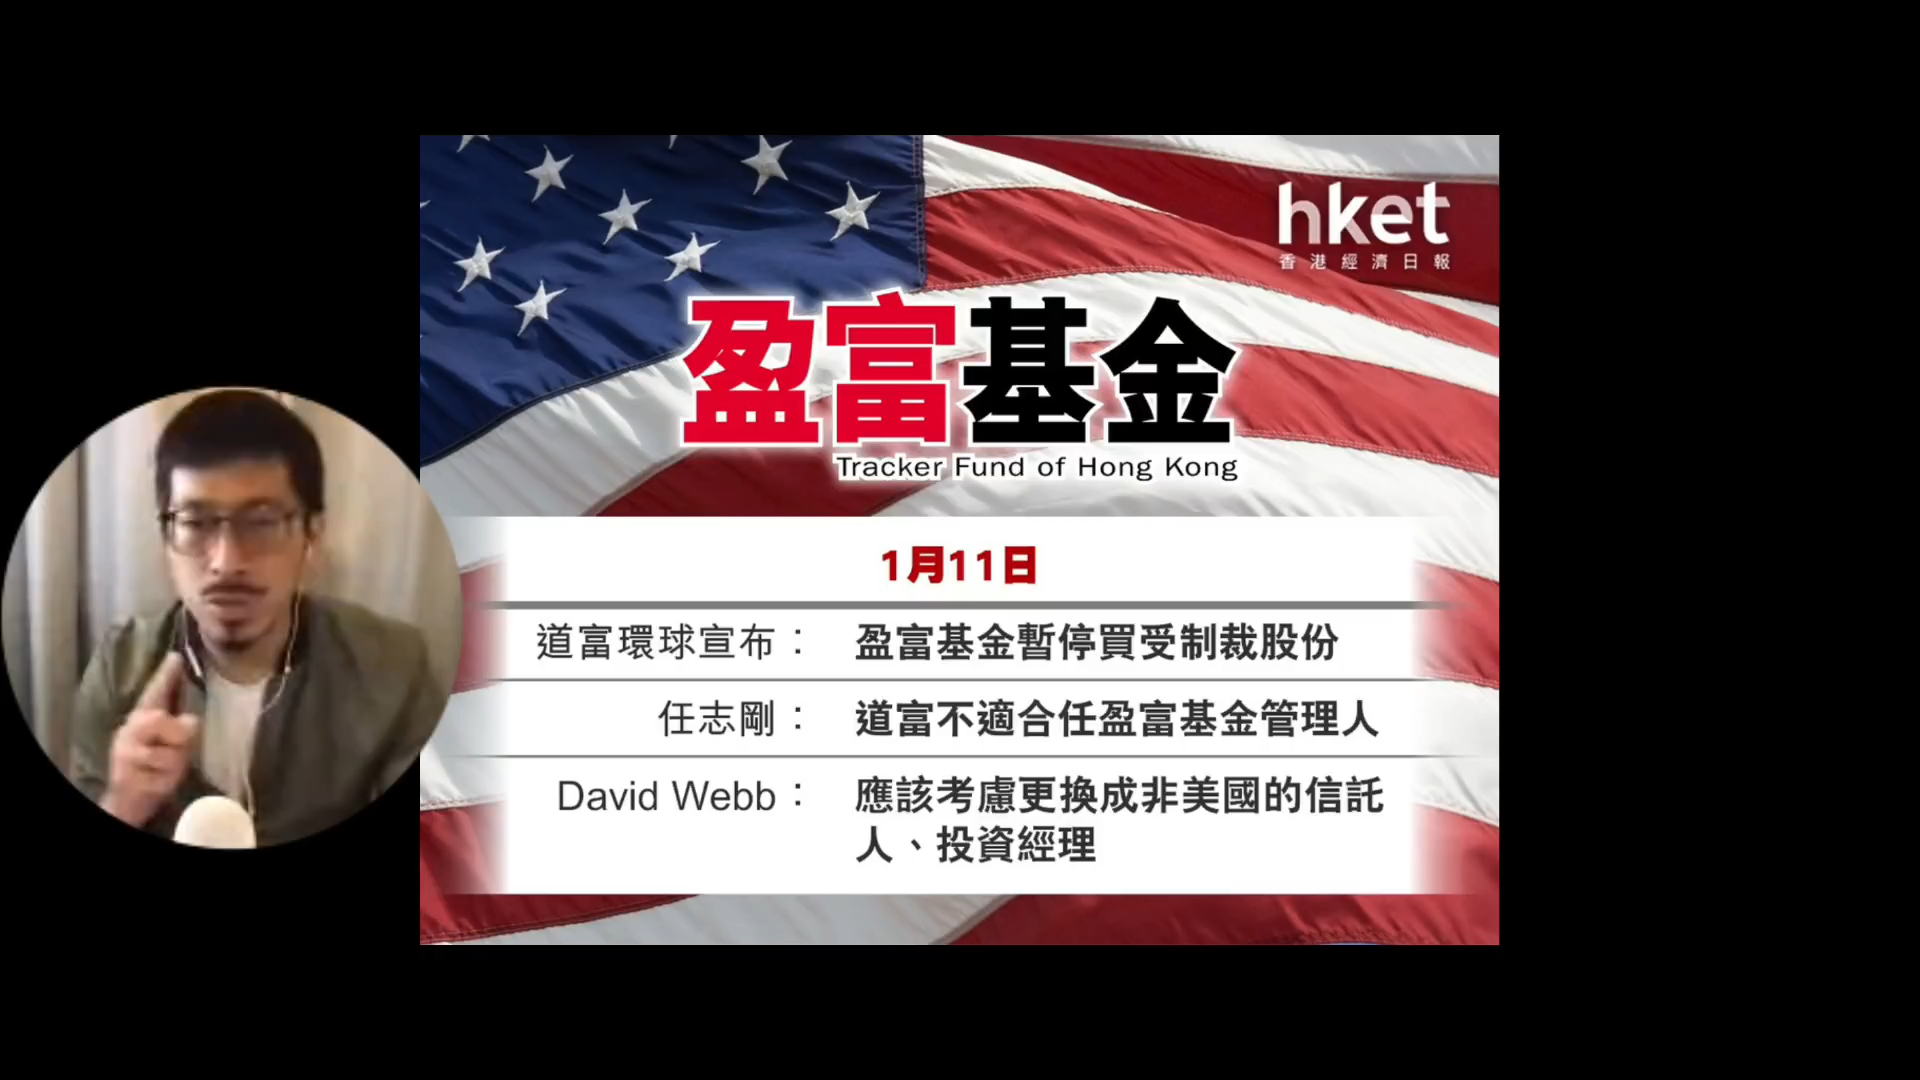 hket
香港經濟日報
盈富基金
Tracker Fund of Hong Kong
1月11日
道富環球宣布： 盈富基金暫停買受制裁股份
任志剛： 道富不適合任盈富基金管理人
David Webb： 應該考慮更換成非美國的信託
人、投資經理